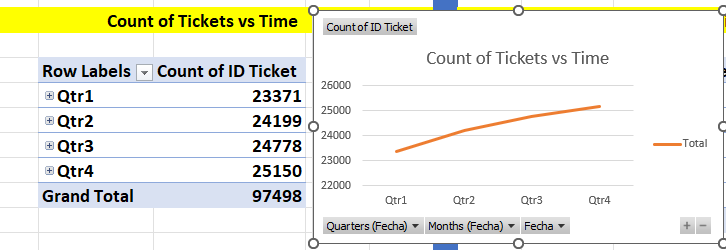 Count of Tickets vs Time
Row Labels Count of ID Ticket
Qtr1 23371
Qtr2 24199
Qtr3 24778
Qtr4 25150
Grand Total 97498
Count of ID Ticket
Count of Tickets vs Time
26000
25000
24000
23000
22000
Qtr1 Qtr2 Qtr3 Qtr4
Total
Quarters (Fecha) Months (Fecha) Fecha